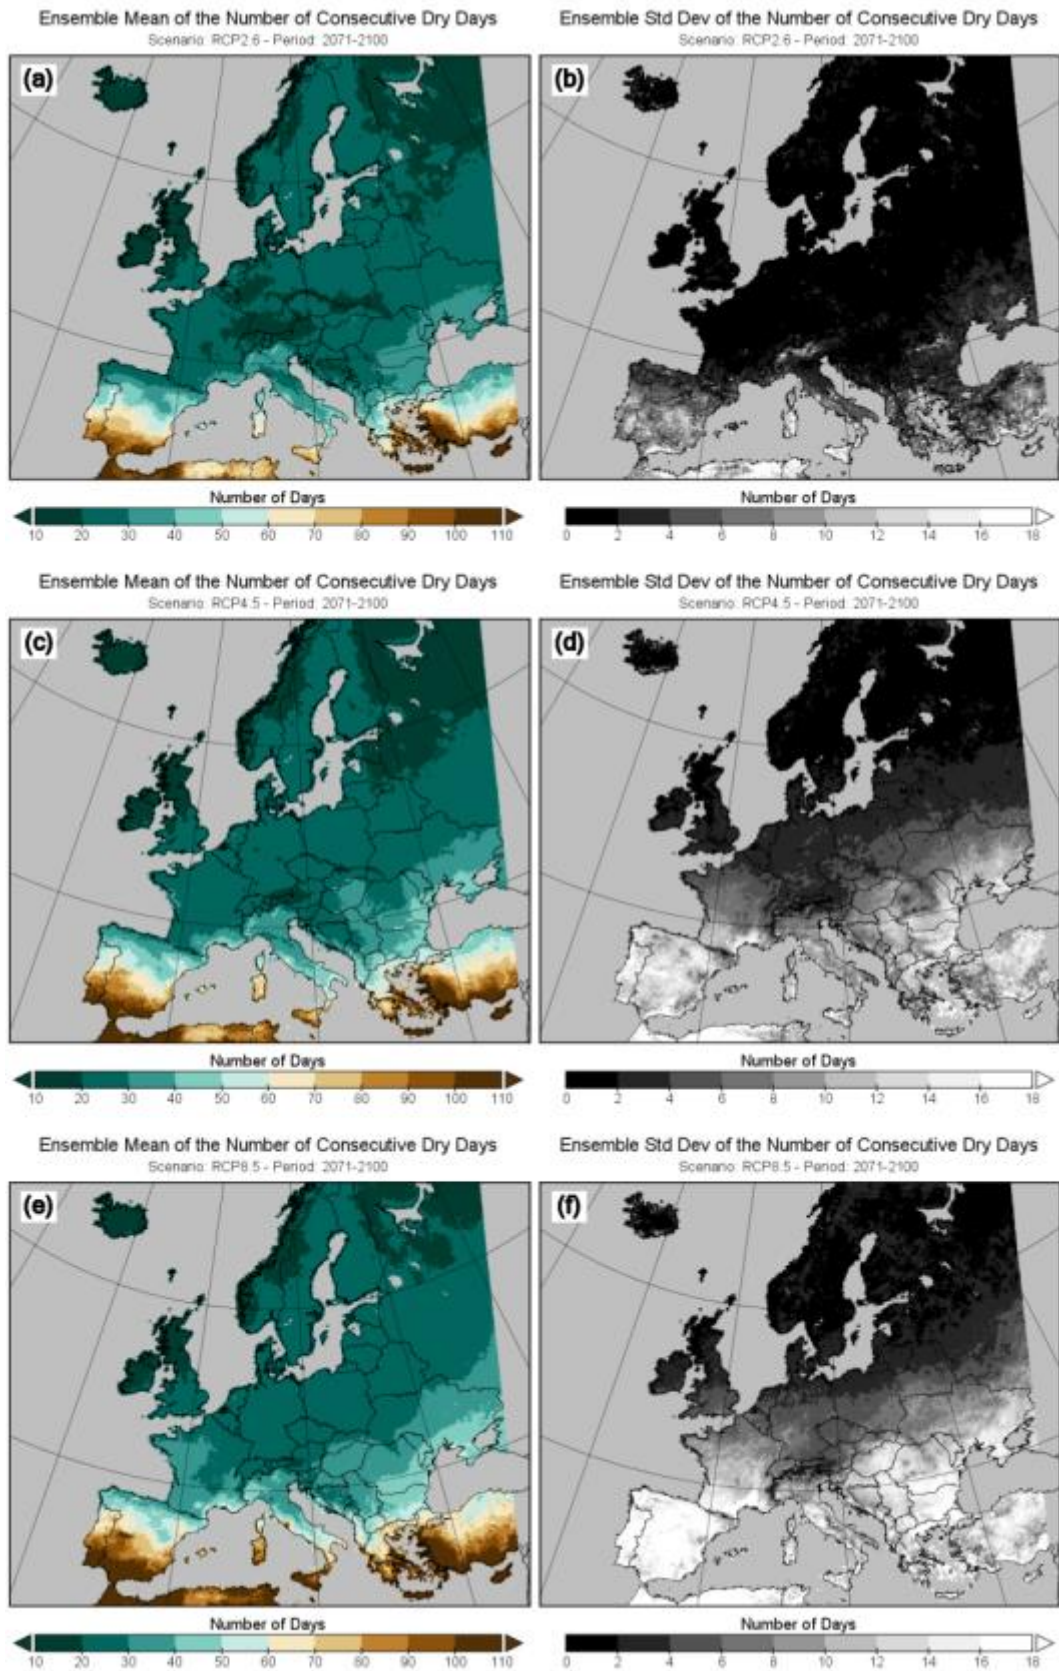 Ensemble Mean of the Number of Consecutive Dry Days
Scenario: RCP2.6 - Period: 2071-2100
(a)
Number of Days
10 20 30 40 50 60 70 80 90 100 110
Ensemble Std Dev of the Number of Consecutive Dry Days
Scenario: RCP2.6 - Period: 2071-2100
(b)
Number of Days
0 2 4 6 8 10 12 14 16 18
Ensemble Mean of the Number of Consecutive Dry Days
Scenario: RCP4.5 - Period: 2071-2100
(c)
Number of Days
10 20 30 40 50 60 70 80 90 100 110
Ensemble Std Dev of the Number of Consecutive Dry Days
Scenario: RCP4.5 - Period: 2071-2100
(d)
Number of Days
0 2 4 6 8 10 12 14 16 18
Ensemble Mean of the Number of Consecutive Dry Days
Scenario: RCP8.5 - Period: 2071-2100
(e)
Number of Days
10 20 30 40 50 60 70 80 90 100 110
Ensemble Std Dev of the Number of Consecutive Dry Days
Scenario: RCP8.5 - Period: 2071-2100
(f)
Number of Days
0 2 4 6 8 10 12 14 16 18